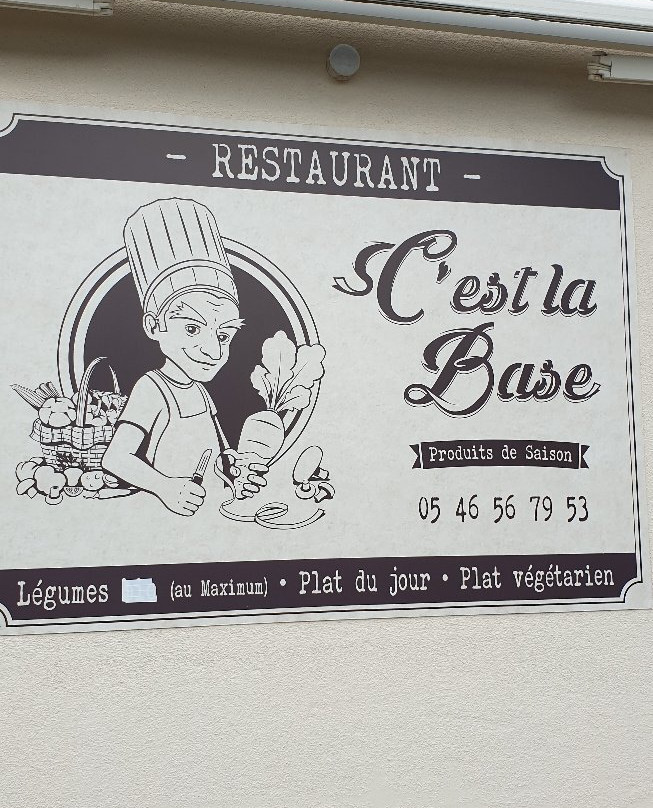 - RESTAURANT -
C'est la
Base
Produits de Saison
05 46 56 79 53
Légumes (au Maximum) • Plat du jour • Plat végétarien